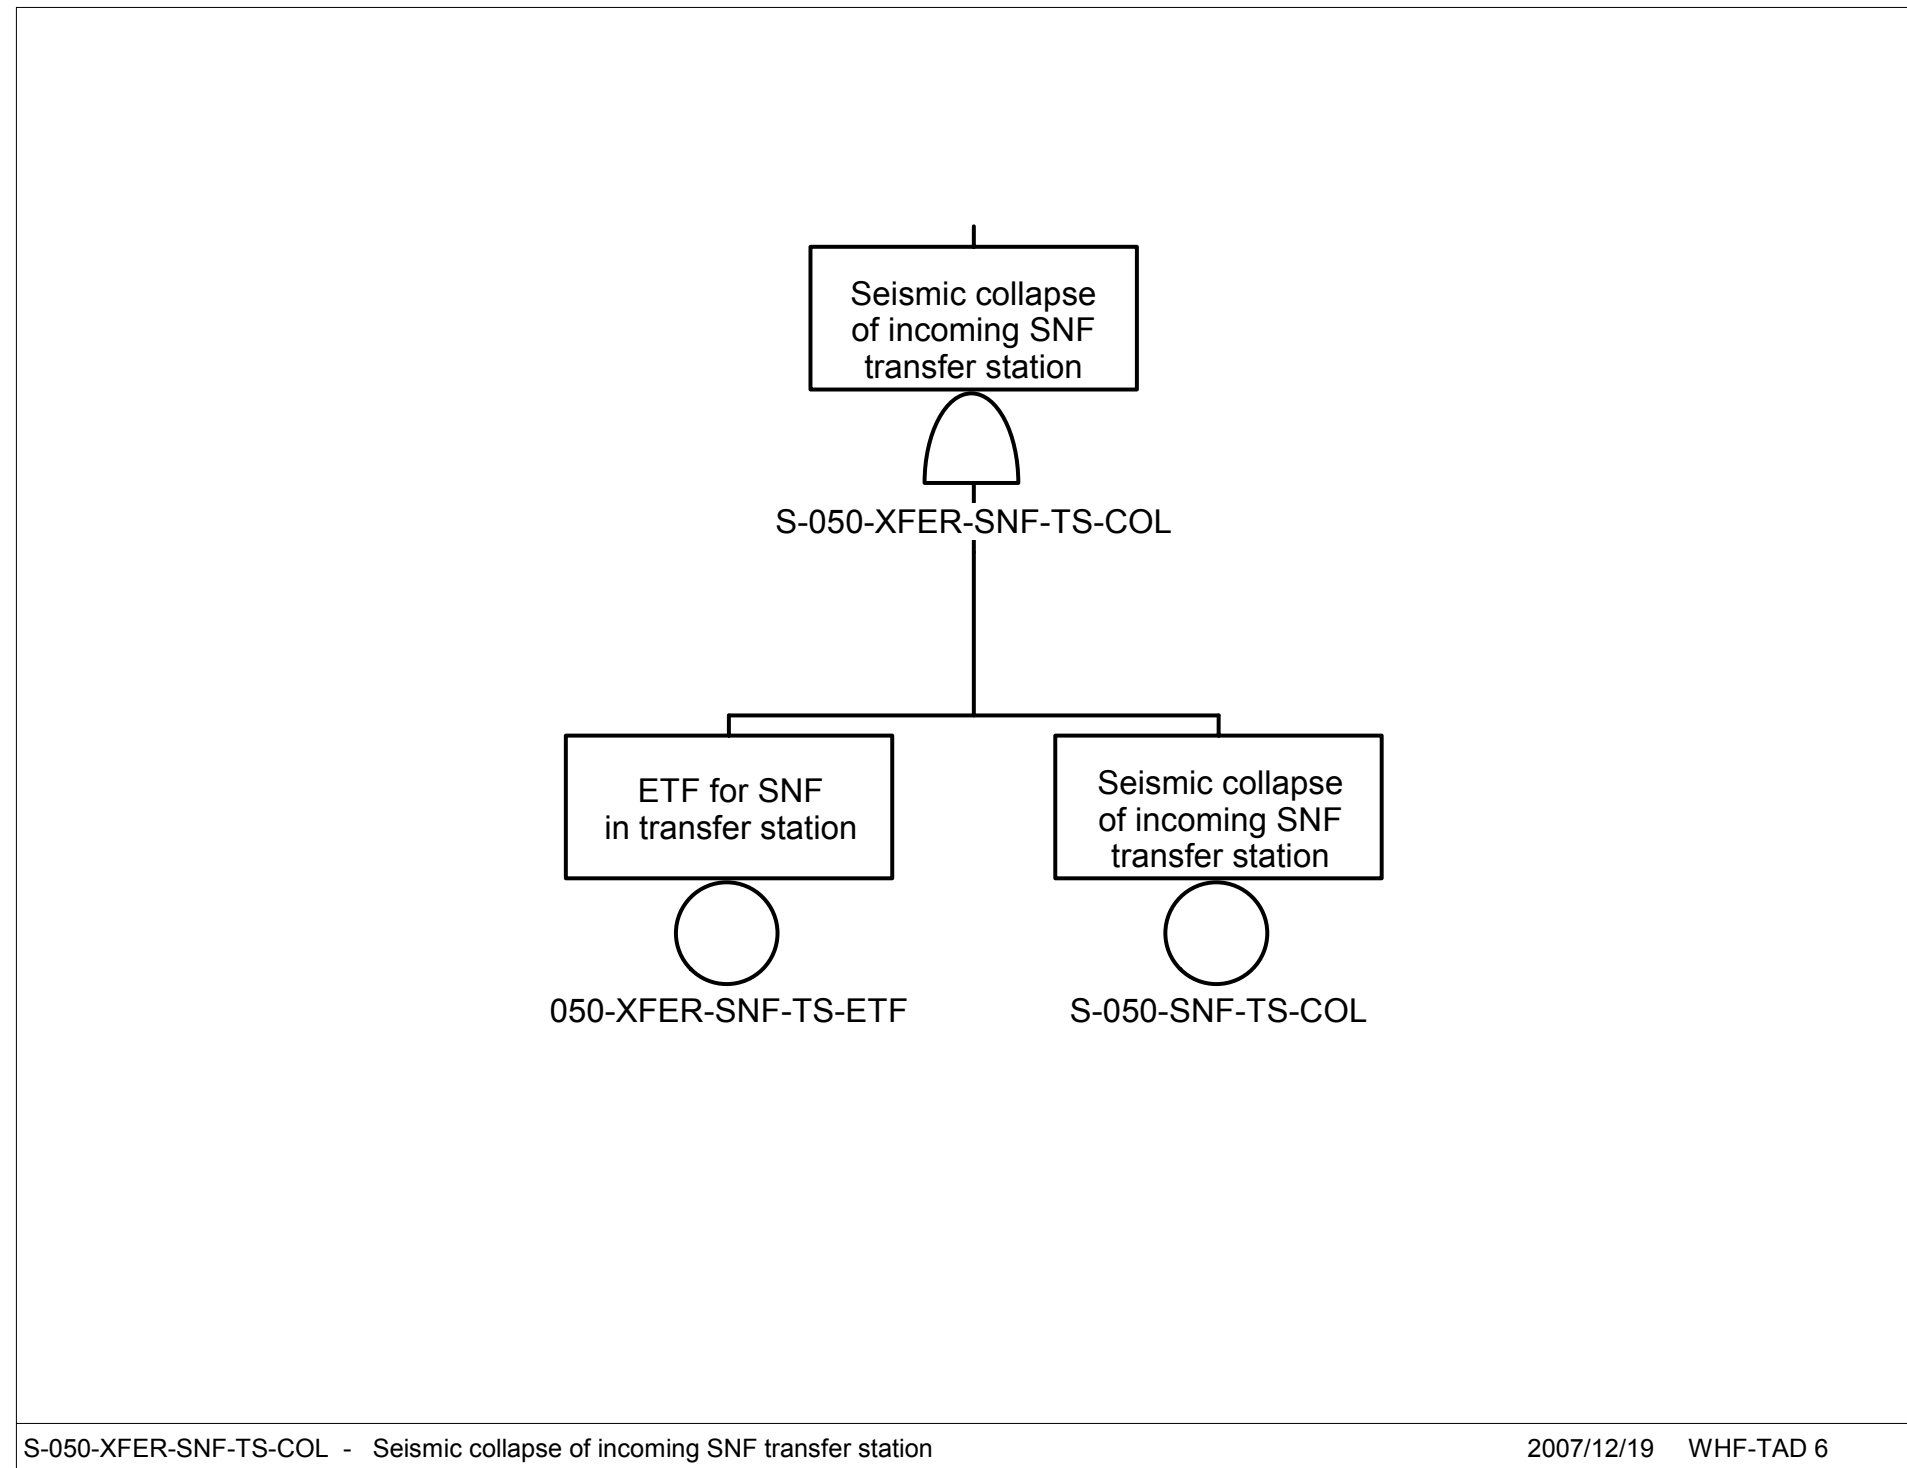 Seismic collapse
of incoming SNF
transfer station
S-050-XFER-SNF-TS-COL
ETF for SNF
in transfer station
050-XFER-SNF-TS-ETF
Seismic collapse
of incoming SNF
transfer station
S-050-SNF-TS-COL
S-050-XFER-SNF-TS-COL - Seismic collapse of incoming SNF transfer station
2007/12/19 WHF-TAD 6